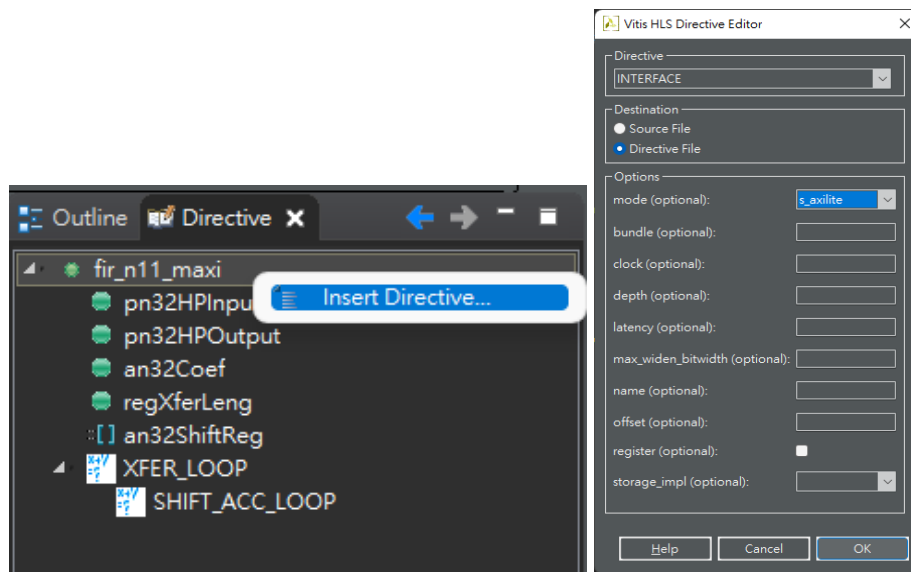 Outline
Directive
fir_n11_maxi
Insert Directive...
pn32HPInpu
pn32HPOutput
an32Coef
regXferLeng
[] an32ShiftReg
XFER_LOOP
SHIFT_ACC_LOOP
Vitis HLS Directive Editor
Directive
INTERFACE
Destination
Source File
Directive File
Options
mode (optional): s_axilite
bundle (optional):
clock (optional):
depth (optional):
latency (optional):
max_widen_bitwidth (optional):
name (optional):
offset (optional):
register (optional):
storage_impl (optional):
Help Cancel OK